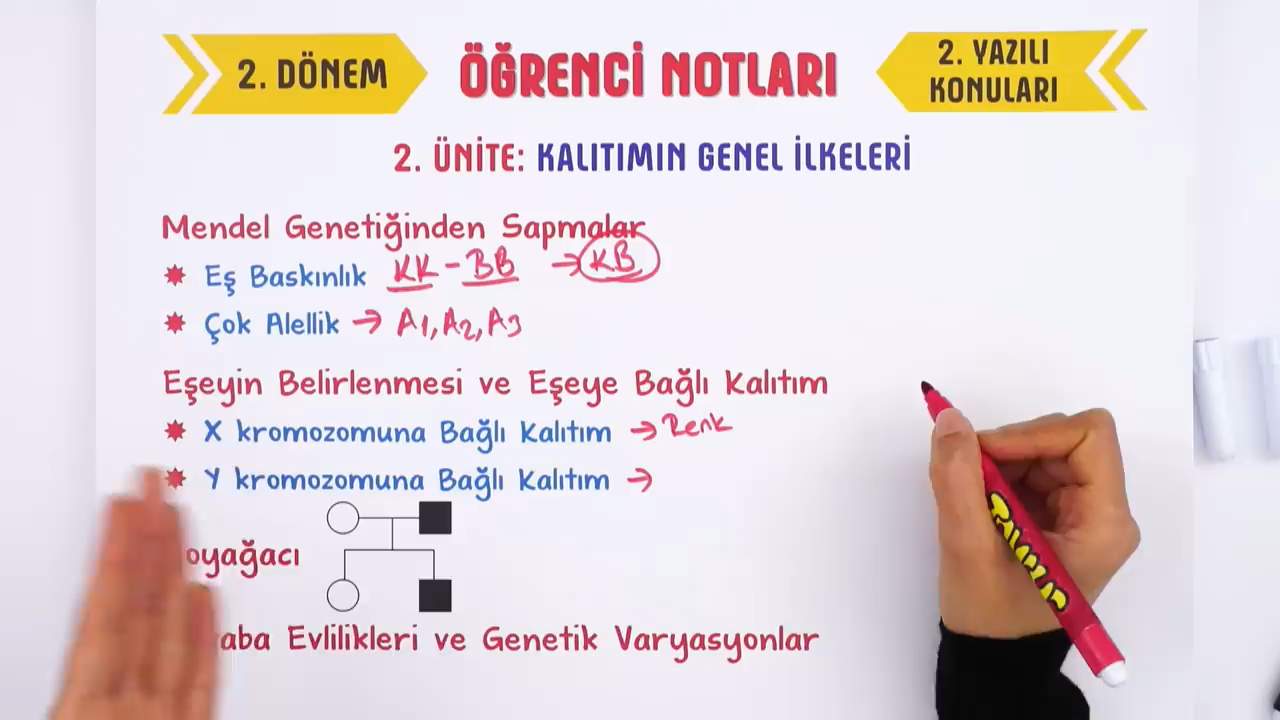 2. DÖNEM
ÖĞRENCİ NOTLARI
2. YAZILI
KONULARI
2. ÜNİTE: KALITIMIN GENEL İLKELERİ
Mendel Genetiğinden Sapmalar
Eş Baskınlık KK - BB → KB
Çok Alellik → A1, A2, A3
Eşeyin Belirlenmesi ve Eşeye Bağlı Kalıtım
X kromozomuna Bağlı Kalıtım → Renk
Y kromozomuna Bağlı Kalıtım →
oyağacı
aba Evlilikleri ve Genetik Varyasyonlar